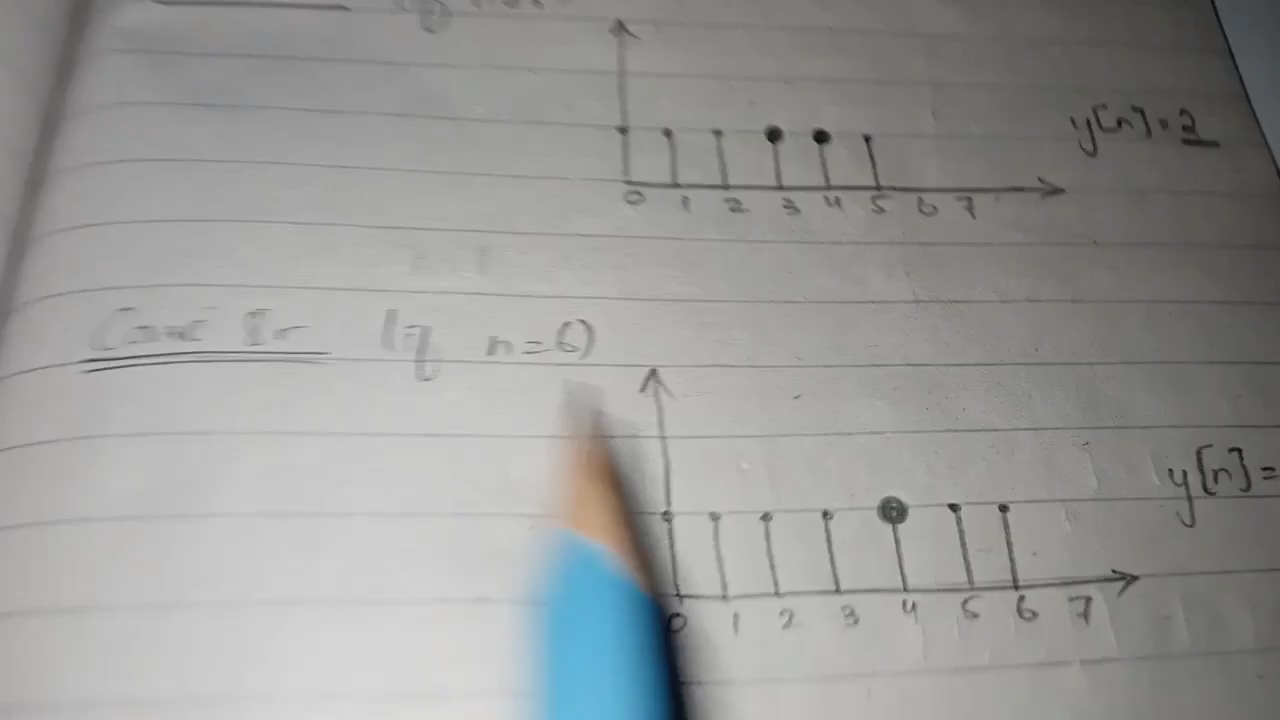 y[n] = 2
0 1 2 3 4 5 6 7
n=6)
y[n]=
0 1 2 3 4 5 6 7